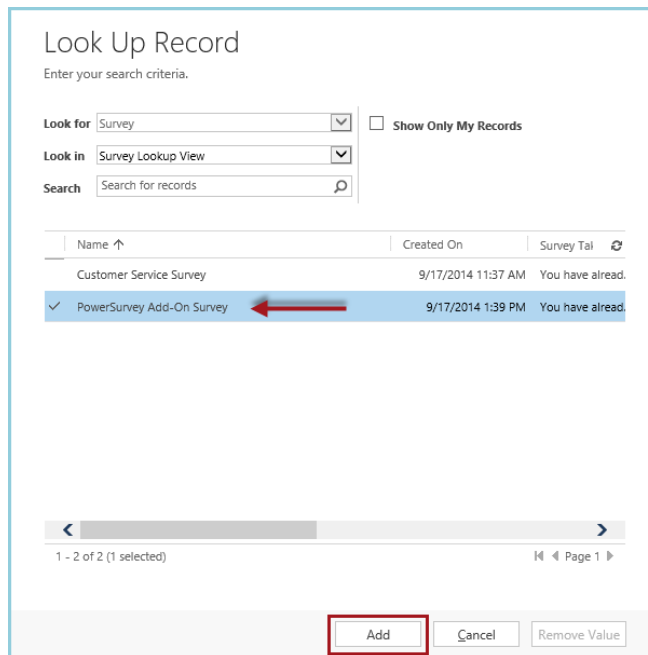 Look Up Record
Enter your search criteria.
Look for Survey
Show Only My Records
Look in Survey Lookup View
Search Search for records
Name Created On Survey Tal
Customer Service Survey 9/17/2014 11:37 AM You have alread.
PowerSurvey Add-On Survey 9/17/2014 1:39 PM You have alread.
1 - 2 of 2 (1 selected) Page 1
Add Cancel Remove Value